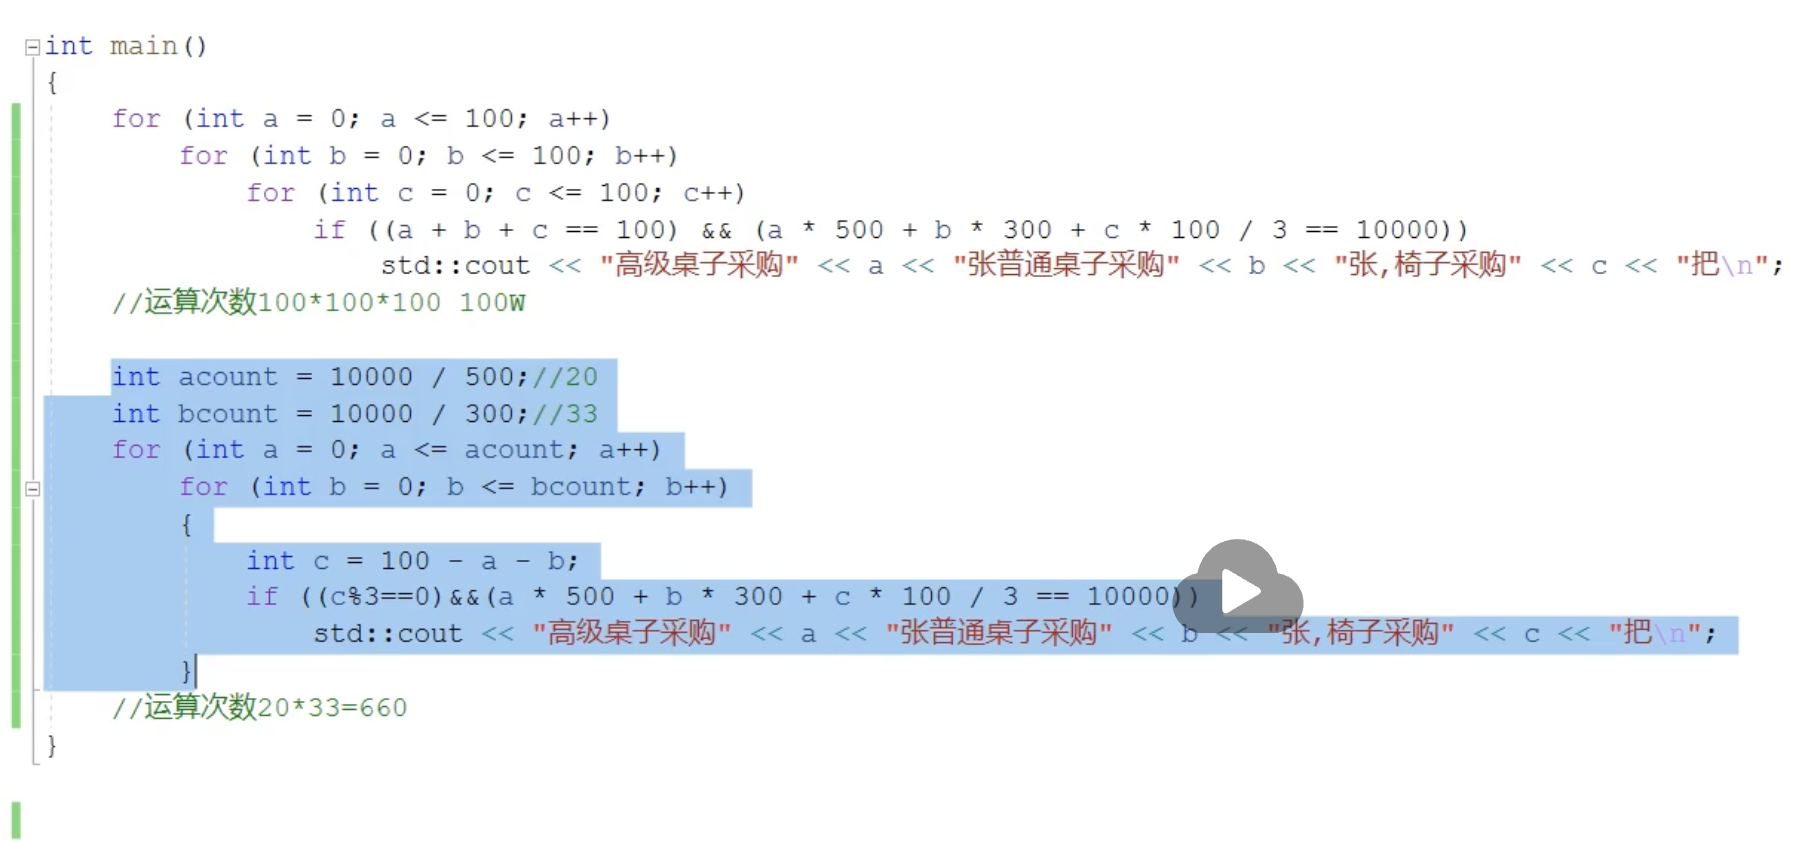 int main()
{
for (int a = 0; a <= 100; a++)
for (int b = 0; b <= 100; b++)
for (int c = 0; c <= 100; c++)
if ((a + b + c == 100) && (a * 500 + b * 300 + c * 100 / 3 == 10000))
std::cout << "高级桌子采购" << a << "张普通桌子采购" << b << "张,椅子采购" << c << "把\n";
//运算次数100*100*100 100W
int acount = 10000 / 500;//20
int bcount = 10000 / 300;//33
for (int a = 0; a <= acount; a++)
for (int b = 0; b <= bcount; b++)
{
int c = 100 - a - b;
if ((c%3==0)&&(a * 500 + b * 300 + c * 100 / 3 == 10000))
std::cout << "高级桌子采购" << a << "张普通桌子采购" << b << "张,椅子采购" << c << "把\n";
}
//运算次数20*33=660
}